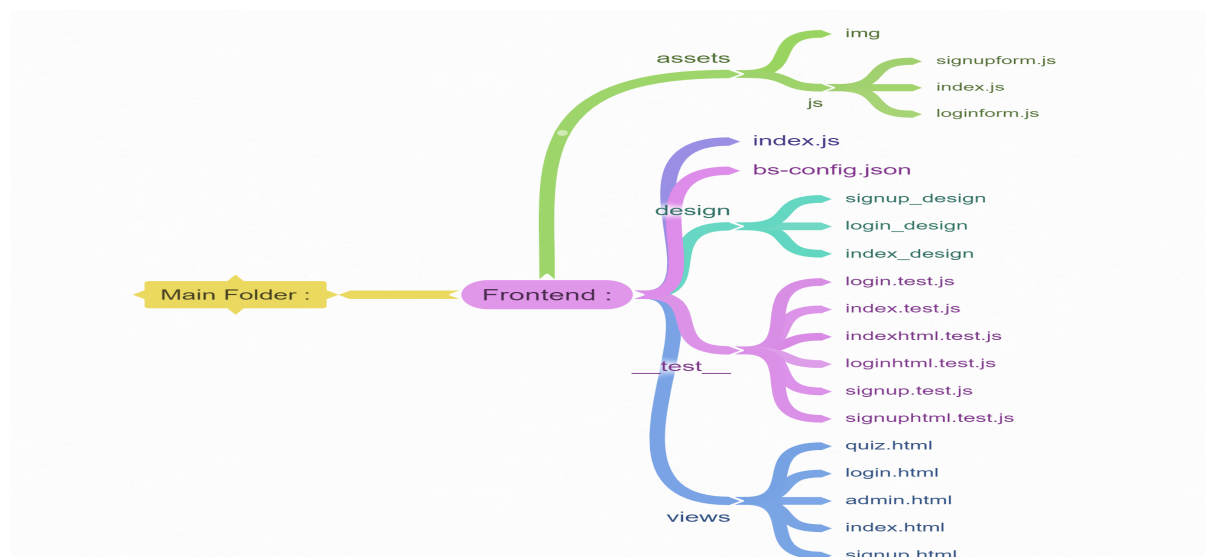 img
assets
signupform.js
index.js
js
loginform.js
index.js
bs-config.json
signup_design
design
login_design
index_design
login.test.js
Main Folder :
Frontend :
index.test.js
indexhtml.test.js
loginhtml.test.js
__test__
signup.test.js
signuphtml.test.js
quiz.html
login.html
admin.html
views
index.html
signup.html